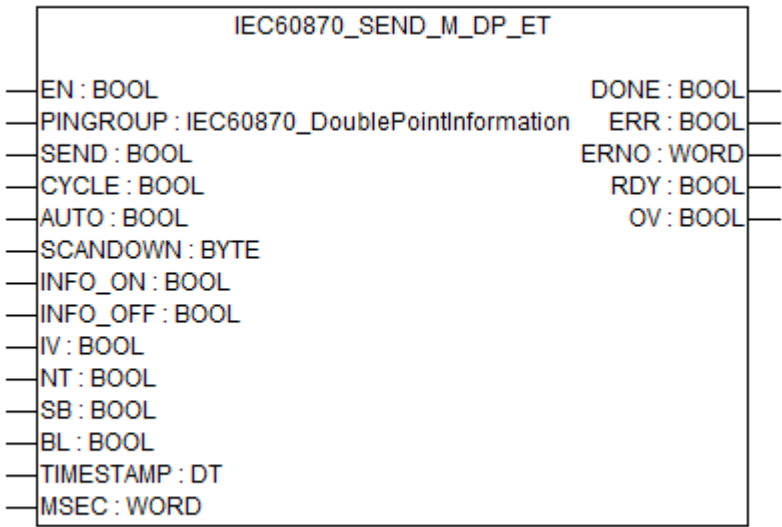 IEC60870_SEND_M_DP_ET
EN : BOOL DONE : BOOL
PINGROUP : IEC60870_DoublePointInformation ERR : BOOL
SEND : BOOL ERNO : WORD
CYCLE : BOOL RDY : BOOL
AUTO : BOOL OV : BOOL
SCANDOWN : BYTE
INFO_ON : BOOL
INFO_OFF : BOOL
IV : BOOL
NT : BOOL
SB : BOOL
BL : BOOL
TIMESTAMP : DT
MSEC : WORD